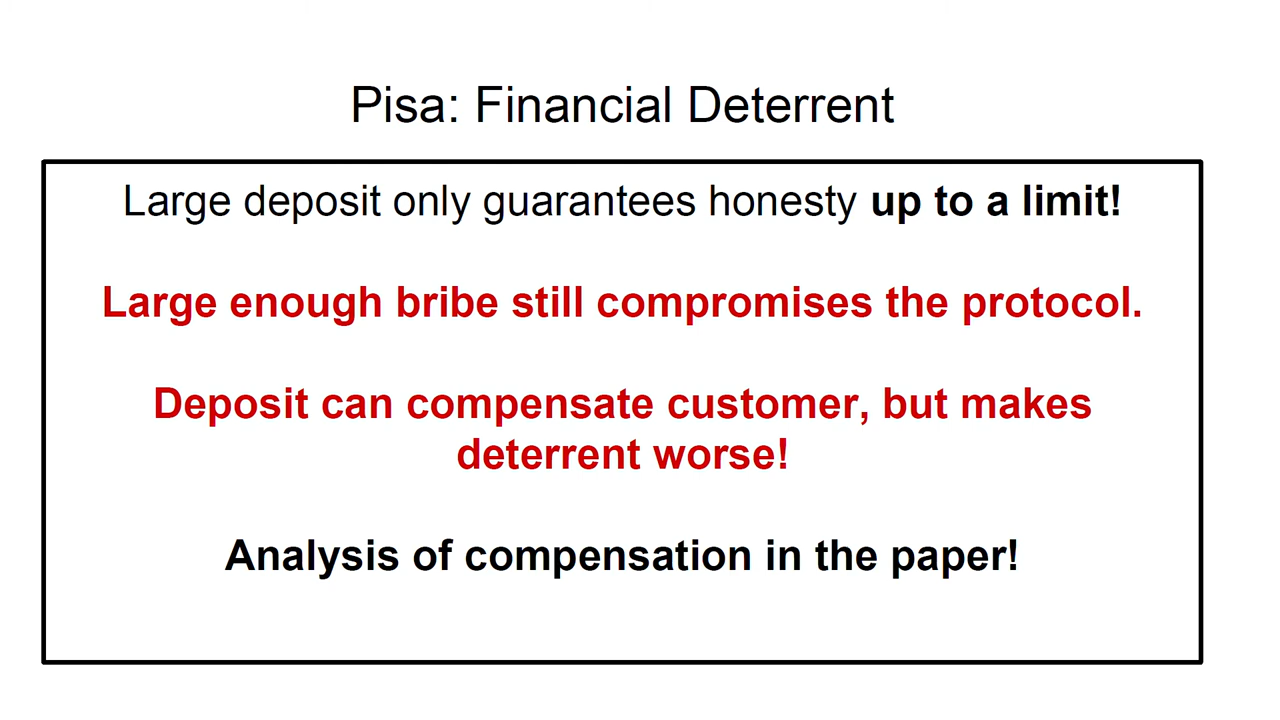 Pisa: Financial Deterrent
Large deposit only guarantees honesty up to a limit!
Large enough bribe still compromises the protocol.
Deposit can compensate customer, but makes
deterrent worse!
Analysis of compensation in the paper!